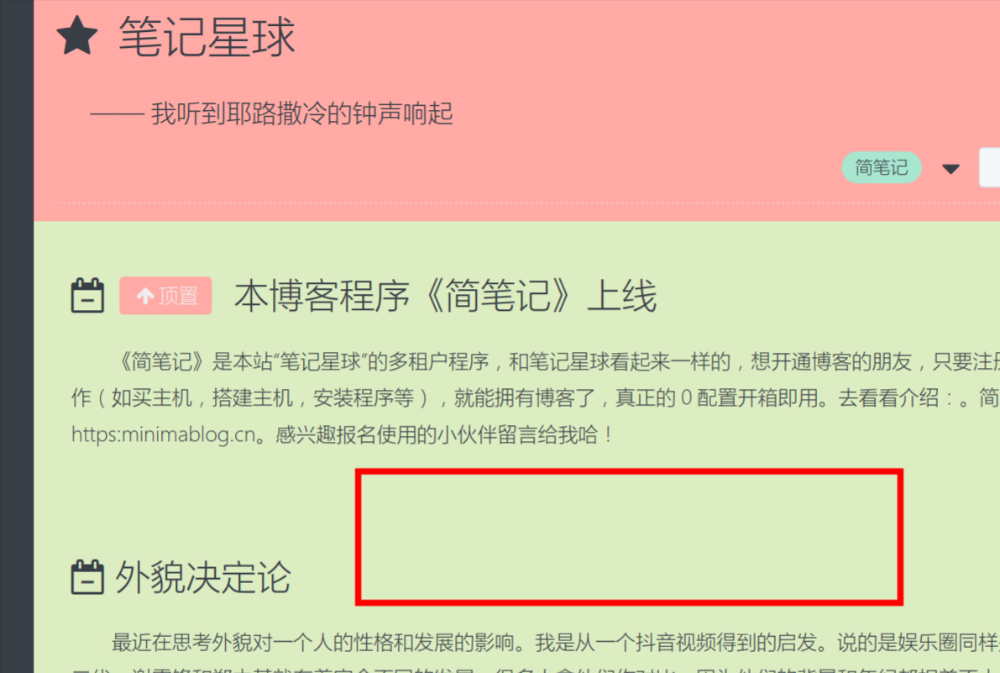 笔记星球
—— 我听到耶路撒冷的钟声响起
简笔记
顶置 本博客程序《简笔记》上线
《简笔记》是本站“笔记星球”的多租户程序，和笔记星球看起来一样的，想开通博客的朋友，只要注册
作（如买主机，搭建主机，安装程序等），就能拥有博客了，真正的 0 配置开箱即用。去看看介绍：。简
https:minimablog.cn。感兴趣报名使用的小伙伴留言给我哈！
外貌决定论
最近在思考外貌对一个人的性格和发展的影响。我是从一个抖音视频得到的启发。说的是娱乐圈同样